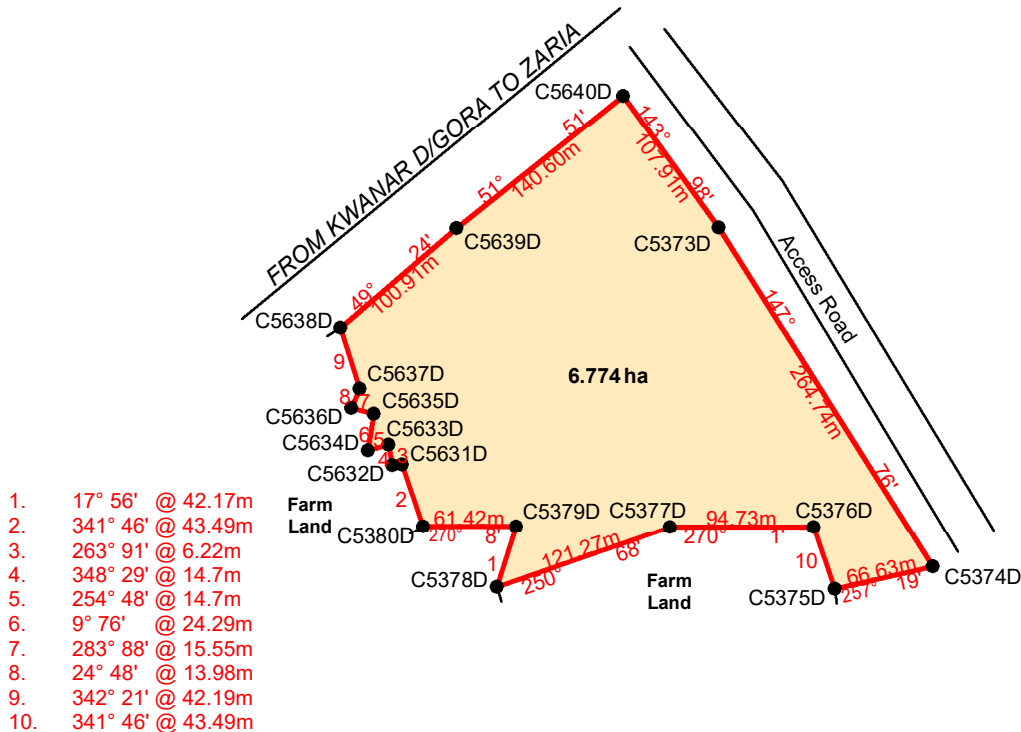 FROM KWANAR D/GORA TO ZARIA
C5640D
51'
51°
140.60m
143°
107.91m
98'
C5639D
C5373D
24'
49°
100.91m
Access Road
C5638D
147°
264.74m
76'
9
C5637D
6.774 ha
8
7
C5636D
C5635D
C5633D
6
5
C5634D
C5631D
4
3
C5632D
2
Farm
Land
C5380D
61.42m
270°
8'
C5379D
C5377D
94.73m
270°
1'
C5376D
121.27m
250°
68'
1
C5378D
10
66.63m
257°
19'
C5374D
C5375D
Farm
Land
1. 17° 56' @ 42.17m
2. 341° 46' @ 43.49m
3. 263° 91' @ 6.22m
4. 348° 29' @ 14.7m
5. 254° 48' @ 14.7m
6. 9° 76' @ 24.29m
7. 283° 88' @ 15.55m
8. 24° 48' @ 13.98m
9. 342° 21' @ 42.19m
10. 341° 46' @ 43.49m